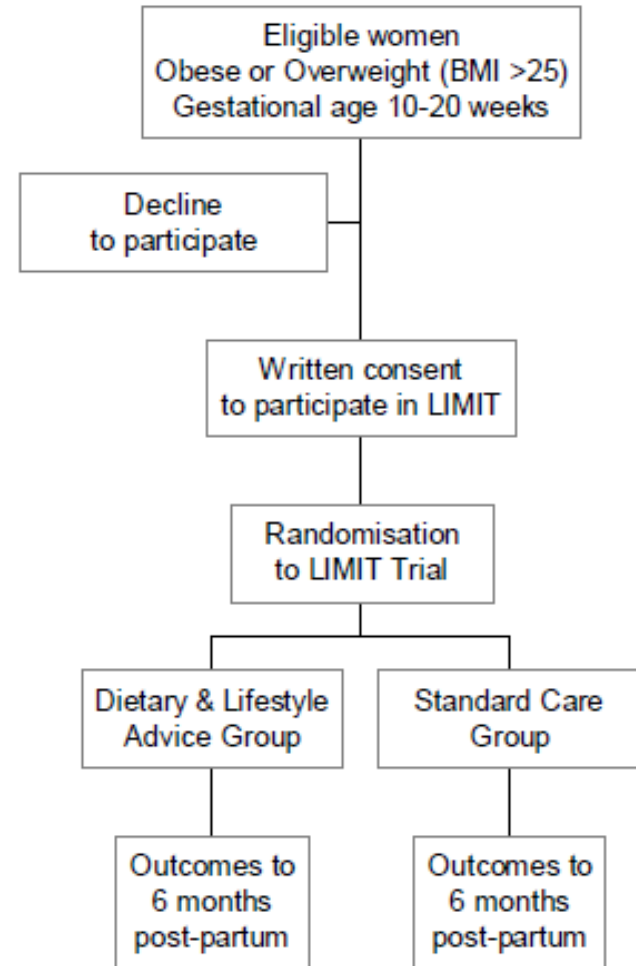 Eligible women
Obese or Overweight (BMI >25)
Gestational age 10-20 weeks
Decline
to participate
Written consent
to participate in LIMIT
Randomisation
to LIMIT Trial
Dietary & Lifestyle
Advice Group
Standard Care
Group
Outcomes to
6 months
post-partum
Outcomes to
6 months
post-partum